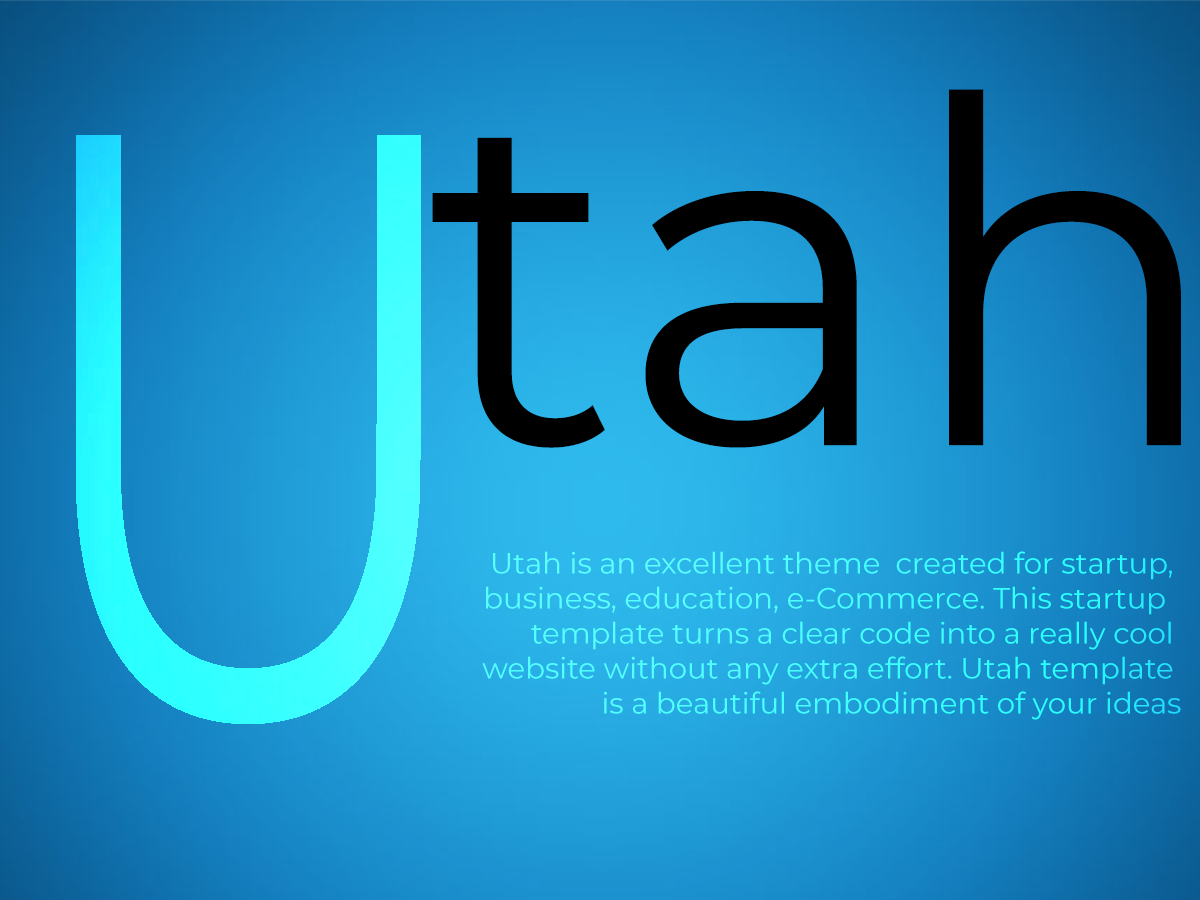 Utah
Utah is an excellent theme  created for startup,
business, education, e-Commerce. This startup
template turns a clear code into a really cool
website without any extra effort. Utah template
is a beautiful embodiment of your ideas